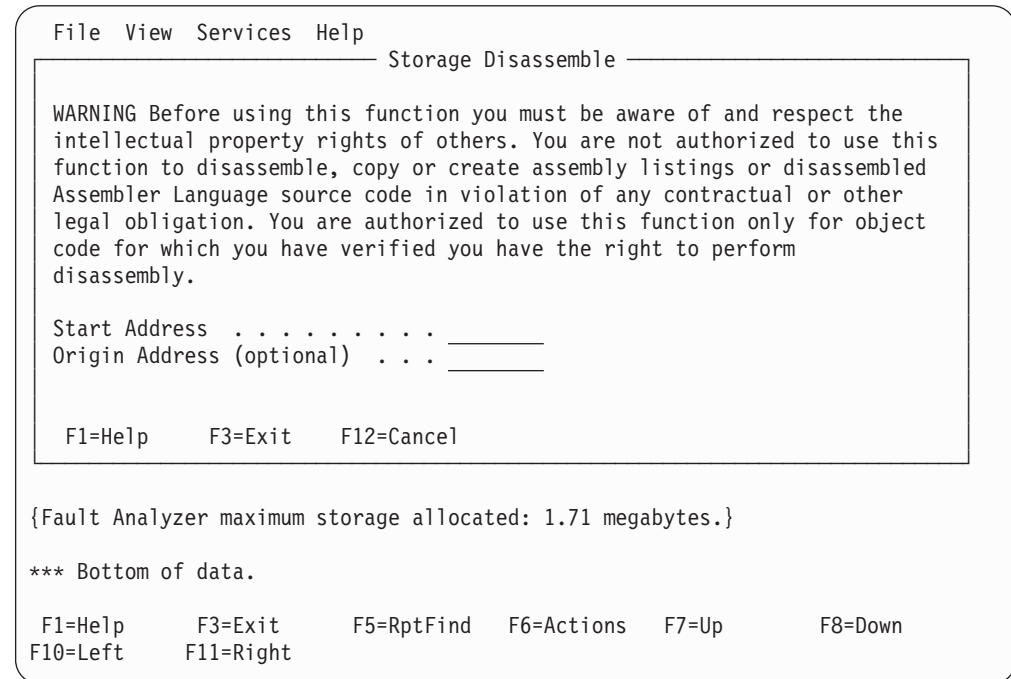 File View Services Help
Storage Disassemble
WARNING Before using this function you must be aware of and respect the
intellectual property rights of others. You are not authorized to use this
function to disassemble, copy or create assembly listings or disassembled
Assembler Language source code in violation of any contractual or other
legal obligation. You are authorized to use this function only for object
code for which you have verified you have the right to perform
disassembly.
Start Address . . . . . . . . .
Origin Address (optional) . . .
F1=Help F3=Exit F12=Cancel
{Fault Analyzer maximum storage allocated: 1.71 megabytes.}
*** Bottom of data.
F1=Help F3=Exit F5=RptFind F6=Actions F7=Up F8=Down
F10=Left F11=Right